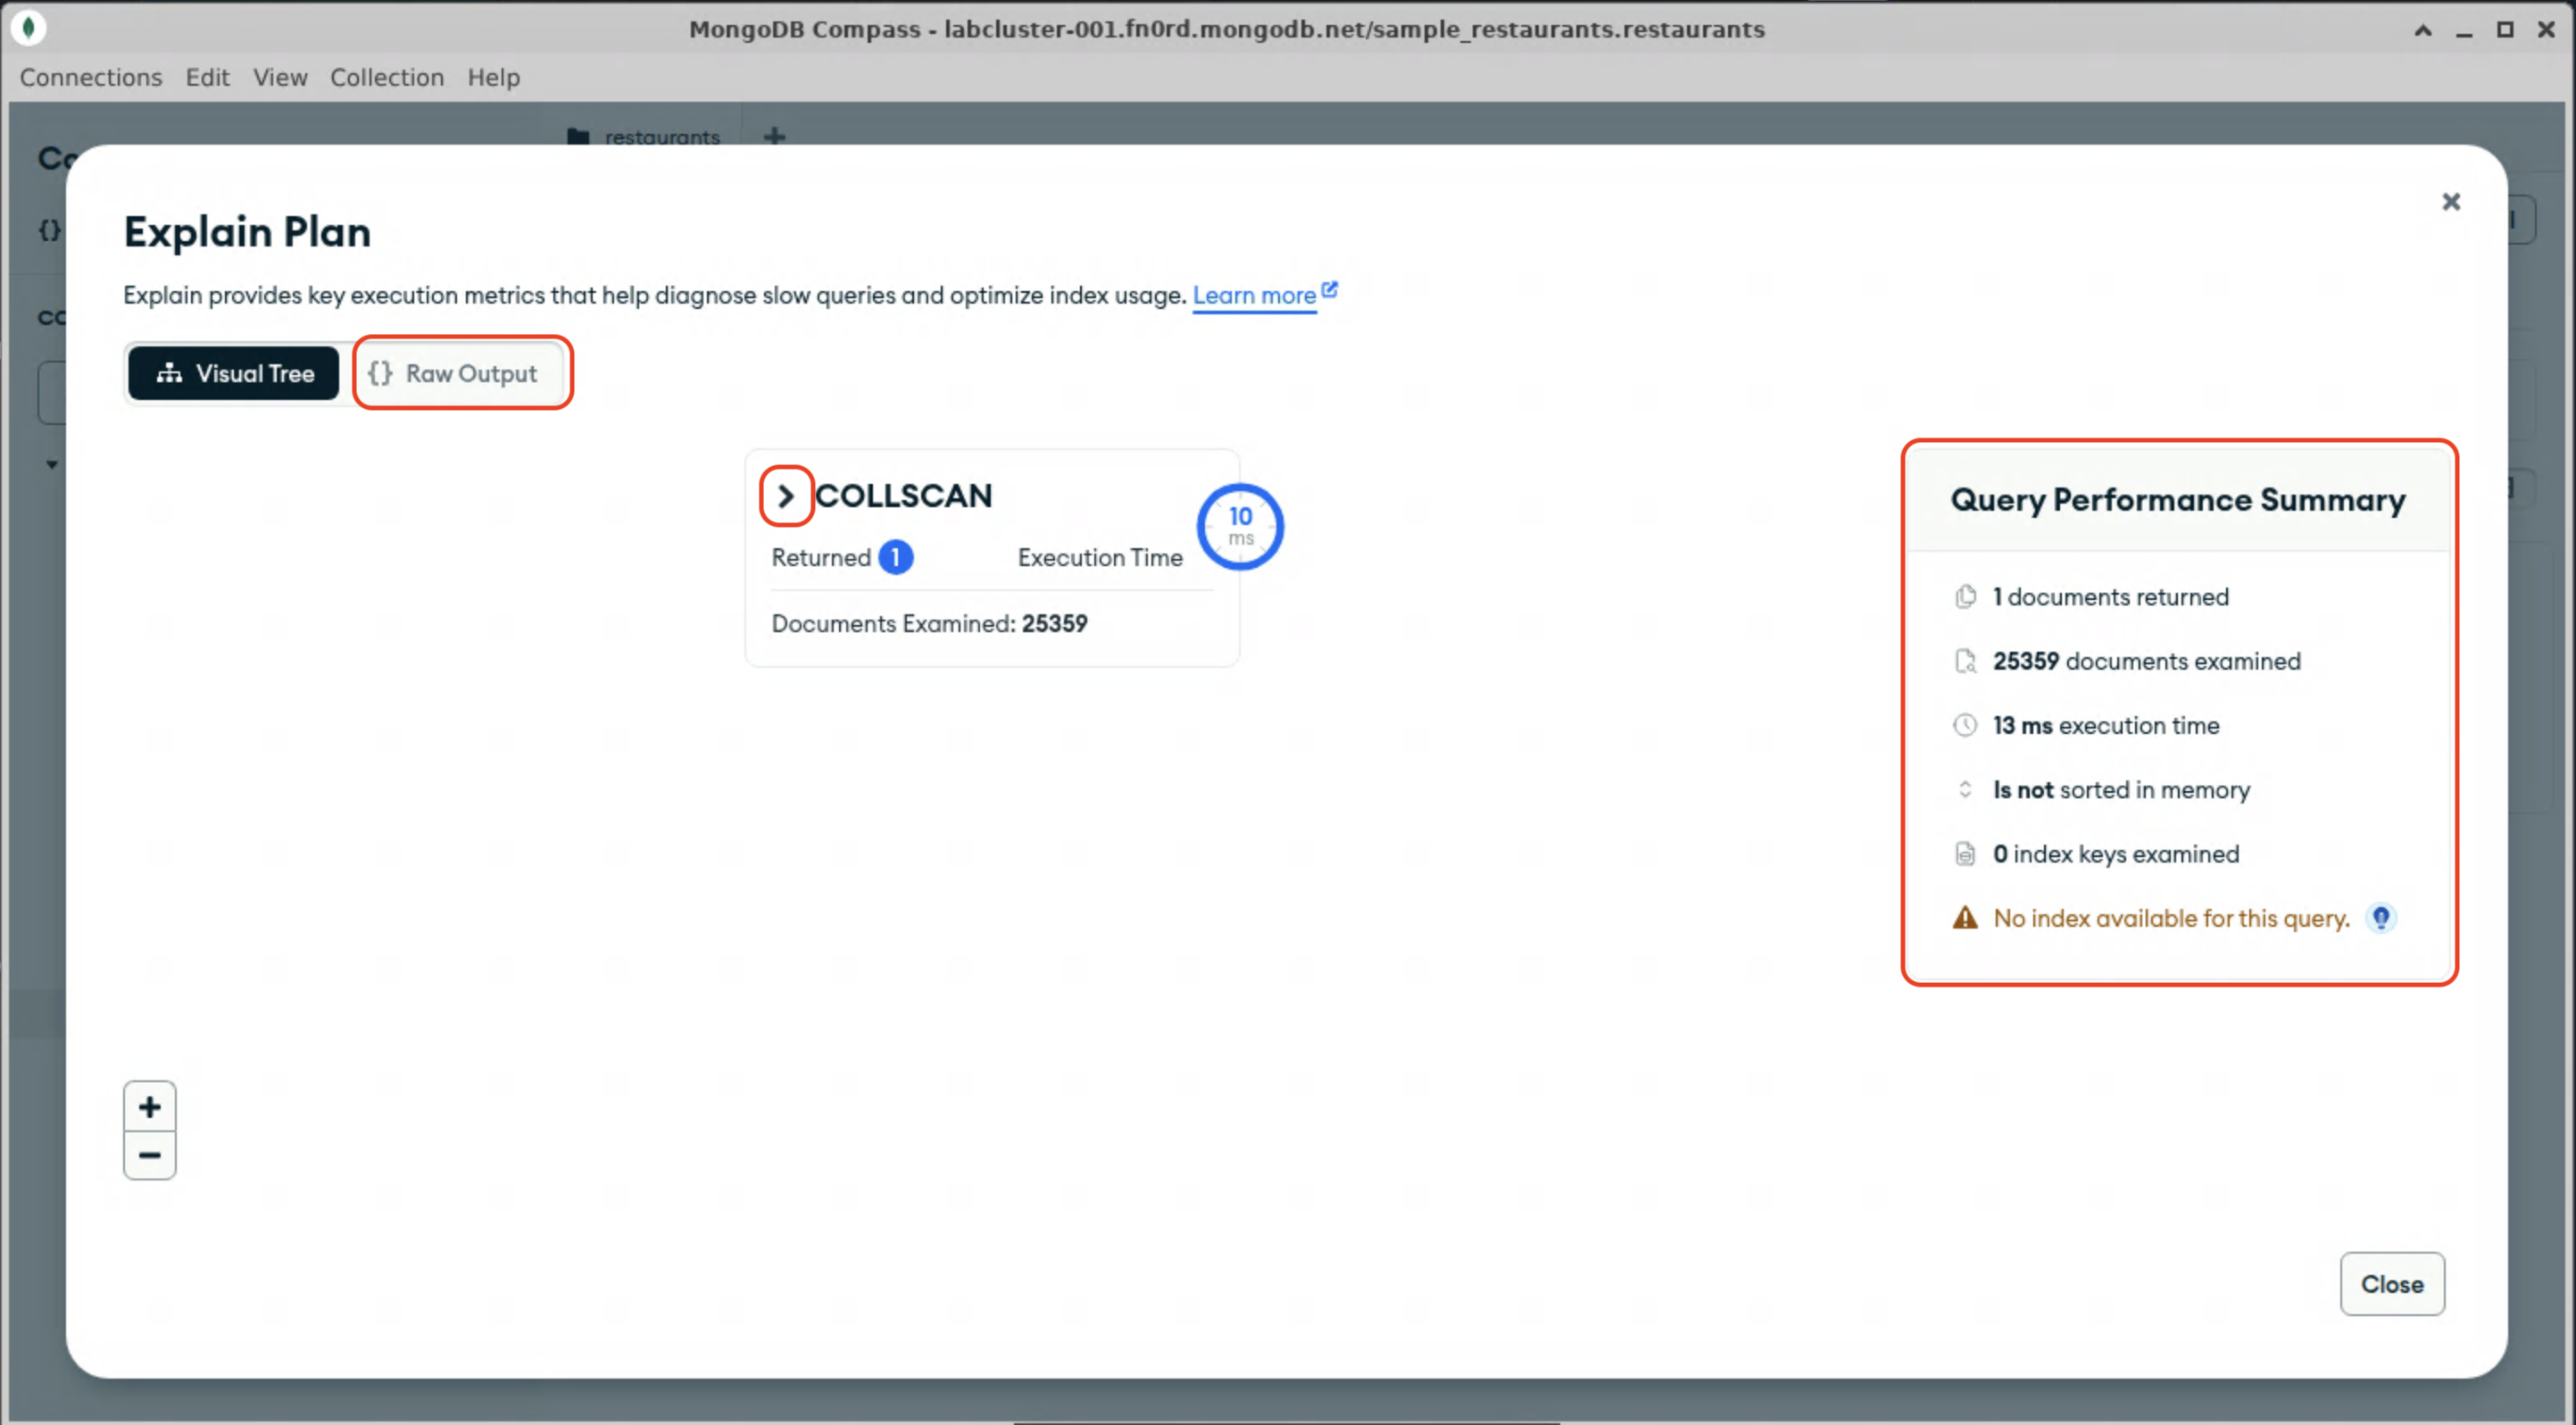 MongoDB Compass - labcluster-001.fn0rd.mongodb.net/sample_restaurants.restaurants
Connections Edit View Collection Help
restaurants
Co
{}
Explain Plan
Explain provides key execution metrics that help diagnose slow queries and optimize index usage. Learn more
CO
Visual Tree {} Raw Output
COLLSCAN
10
ms
Returned 1 Execution Time
Documents Examined: 25359
Query Performance Summary
1 documents returned
25359 documents examined
13 ms execution time
Is not sorted in memory
0 index keys examined
No index available for this query.
Close